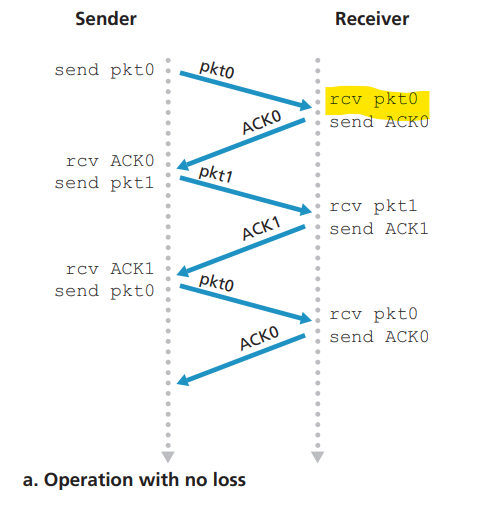 Sender Receiver
send pkt0
pkt0
rcv pkt0
send ACK0
ACK0
rcv ACK0
send pkt1
pkt1
rcv pkt1
send ACK1
ACK1
rcv ACK1
send pkt0
pkt0
rcv pkt0
send ACK0
ACK0
a. Operation with no loss